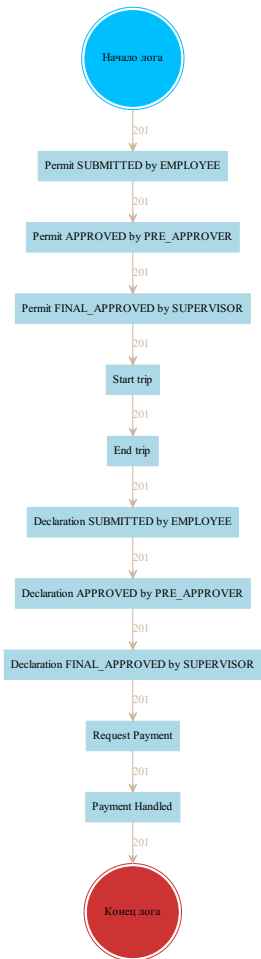 Начало лога
201
Permit SUBMITTED by EMPLOYEE
201
Permit APPROVED by PRE_APPROVER
201
Permit FINAL_APPROVED by SUPERVISOR
201
Start trip
201
End trip
201
Declaration SUBMITTED by EMPLOYEE
201
Declaration APPROVED by PRE_APPROVER
201
Declaration FINAL_APPROVED by SUPERVISOR
201
Request Payment
201
Payment Handled
201
Конец лога